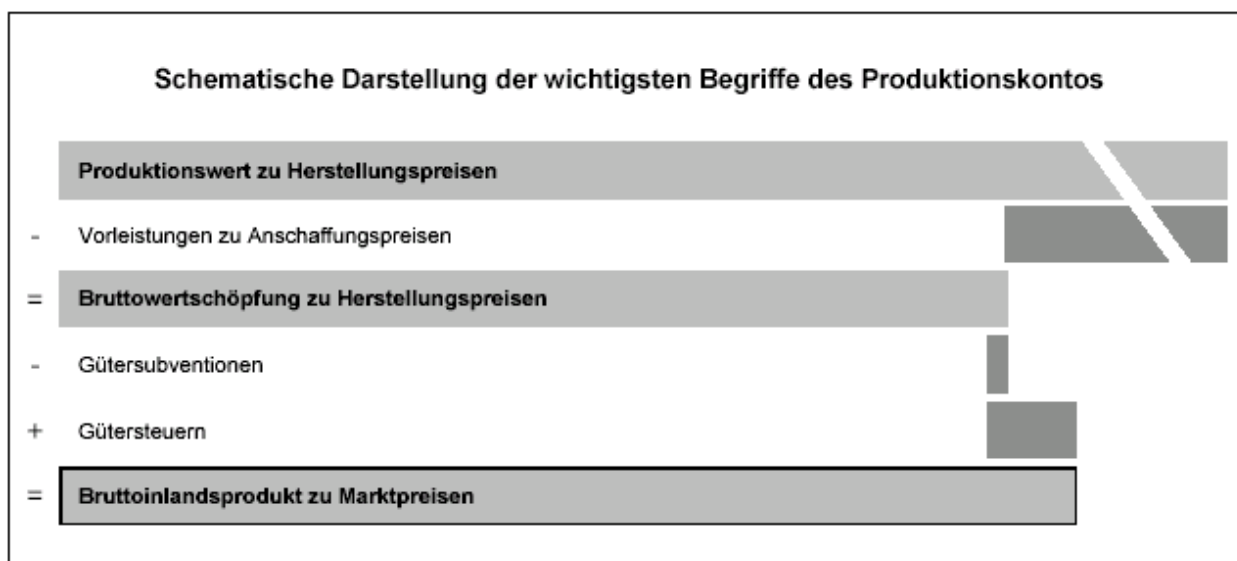 Schematische Darstellung der wichtigsten Begriffe des Produktionskontos
Produktionswert zu Herstellungspreisen
- Vorleistungen zu Anschaffungspreisen
= Bruttowertschöpfung zu Herstellungspreisen
- Gütersubventionen
+ Gütersteuern
= Bruttoinlandsprodukt zu Marktpreisen